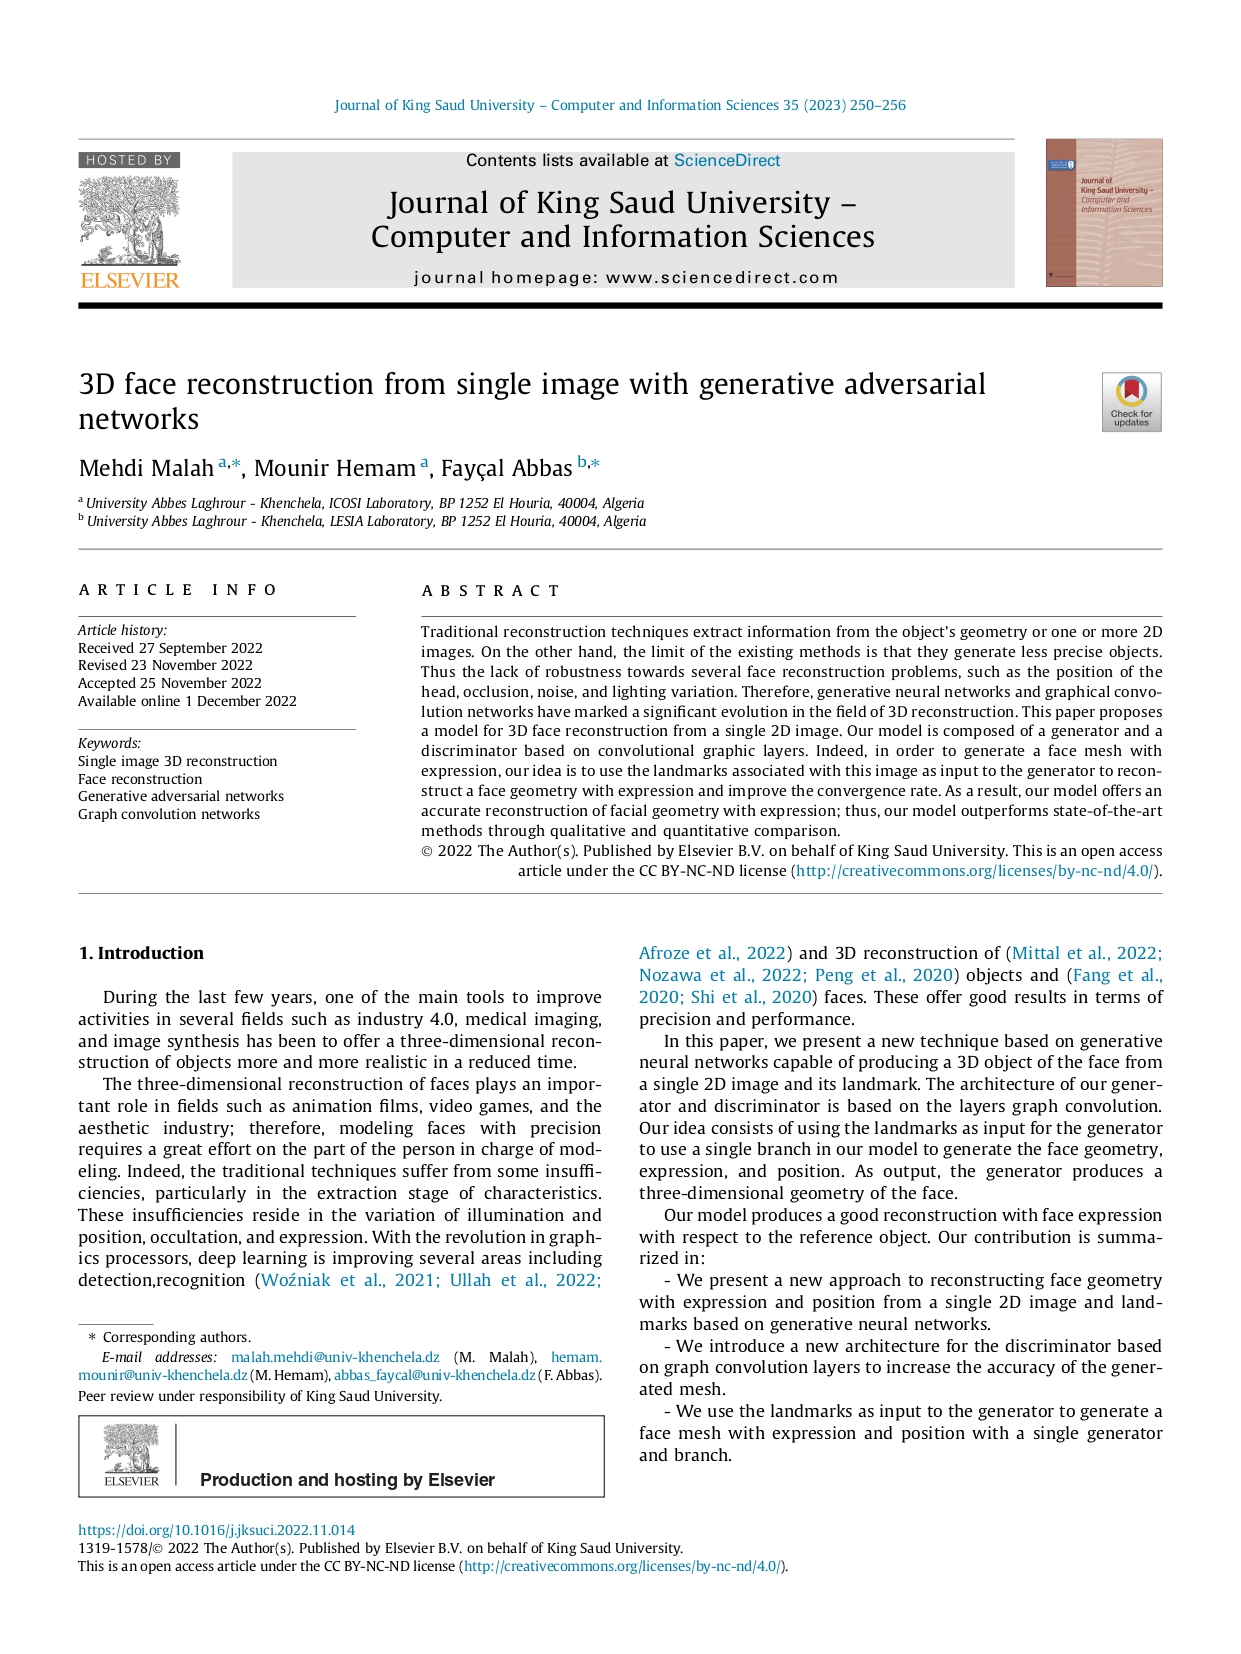 Journal of King Saud University – Computer and Information Sciences 35 (2023) 250–256
HOSTED BY
ELSEVIER
Contents lists available at ScienceDirect
Journal of King Saud University –
Computer and Information Sciences
journal homepage: www.sciencedirect.com
Journal of
King Saud University –
Computer and
Information Sciences
3D face reconstruction from single image with generative adversarial
networks
Check for
updates
Mehdi Malah a,*, Mounir Hemam a, Fayçal Abbas b,*
a University Abbes Laghrour - Khenchela, ICOSI Laboratory, BP 1252 El Houria, 40004, Algeria
b University Abbes Laghrour - Khenchela, LESIA Laboratory, BP 1252 El Houria, 40004, Algeria
ARTICLE INFO
Article history:
Received 27 September 2022
Revised 23 November 2022
Accepted 25 November 2022
Available online 1 December 2022
Keywords:
Single image 3D reconstruction
Face reconstruction
Generative adversarial networks
Graph convolution networks
ABSTRACT
Traditional reconstruction techniques extract information from the object's geometry or one or more 2D
images. On the other hand, the limit of the existing methods is that they generate less precise objects.
Thus the lack of robustness towards several face reconstruction problems, such as the position of the
head, occlusion, noise, and lighting variation. Therefore, generative neural networks and graphical convo-
lution networks have marked a significant evolution in the field of 3D reconstruction. This paper proposes
a model for 3D face reconstruction from a single 2D image. Our model is composed of a generator and a
discriminator based on convolutional graphic layers. Indeed, in order to generate a face mesh with
expression, our idea is to use the landmarks associated with this image as input to the generator to recon-
struct a face geometry with expression and improve the convergence rate. As a result, our model offers an
accurate reconstruction of facial geometry with expression; thus, our model outperforms state-of-the-art
methods through qualitative and quantitative comparison.
© 2022 The Author(s). Published by Elsevier B.V. on behalf of King Saud University. This is an open access
article under the CC BY-NC-ND license (http://creativecommons.org/licenses/by-nc-nd/4.0/).
1. Introduction
During the last few years, one of the main tools to improve
activities in several fields such as industry 4.0, medical imaging,
and image synthesis has been to offer a three-dimensional recon-
struction of objects more and more realistic in a reduced time.
The three-dimensional reconstruction of faces plays an impor-
tant role in fields such as animation films, video games, and the
aesthetic industry; therefore, modeling faces with precision
requires a great effort on the part of the person in charge of mod-
eling. Indeed, the traditional techniques suffer from some insuffi-
ciencies, particularly in the extraction stage of characteristics.
These insufficiencies reside in the variation of illumination and
position, occultation, and expression. With the revolution in graph-
ics processors, deep learning is improving several areas including
detection,recognition (Woźniak et al., 2021; Ullah et al., 2022;
* Corresponding authors.
E-mail addresses: malah.mehdi@univ-khenchela.dz (M. Malah), hemam.
mounir@univ-khenchela.dz (M. Hemam), abbas_faycal@univ-khenchela.dz (F. Abbas).
Peer review under responsibility of King Saud University.
ELSEVIER
Production and hosting by Elsevier
Afroze et al., 2022) and 3D reconstruction of (Mittal et al., 2022;
Nozawa et al., 2022; Peng et al., 2020) objects and (Fang et al.,
2020; Shi et al., 2020) faces. These offer good results in terms of
precision and performance.
In this paper, we present a new technique based on generative
neural networks capable of producing a 3D object of the face from
a single 2D image and its landmark. The architecture of our gener-
ator and discriminator is based on the layers graph convolution.
Our idea consists of using the landmarks as input for the generator
to use a single branch in our model to generate the face geometry,
expression, and position. As output, the generator produces a
three-dimensional geometry of the face.
Our model produces a good reconstruction with face expression
with respect to the reference object. Our contribution is summa-
rized in:
- We present a new approach to reconstructing face geometry
with expression and position from a single 2D image and land-
marks based on generative neural networks.
- We introduce a new architecture for the discriminator based
on graph convolution layers to increase the accuracy of the gener-
ated mesh.
- We use the landmarks as input to the generator to generate a
face mesh with expression and position with a single generator
and branch.
https://doi.org/10.1016/j.jksuci.2022.11.014
1319-1578/© 2022 The Author(s). Published by Elsevier B.V. on behalf of King Saud University.
This is an open access article under the CC BY-NC-ND license (http://creativecommons.org/licenses/by-nc-nd/4.0/).